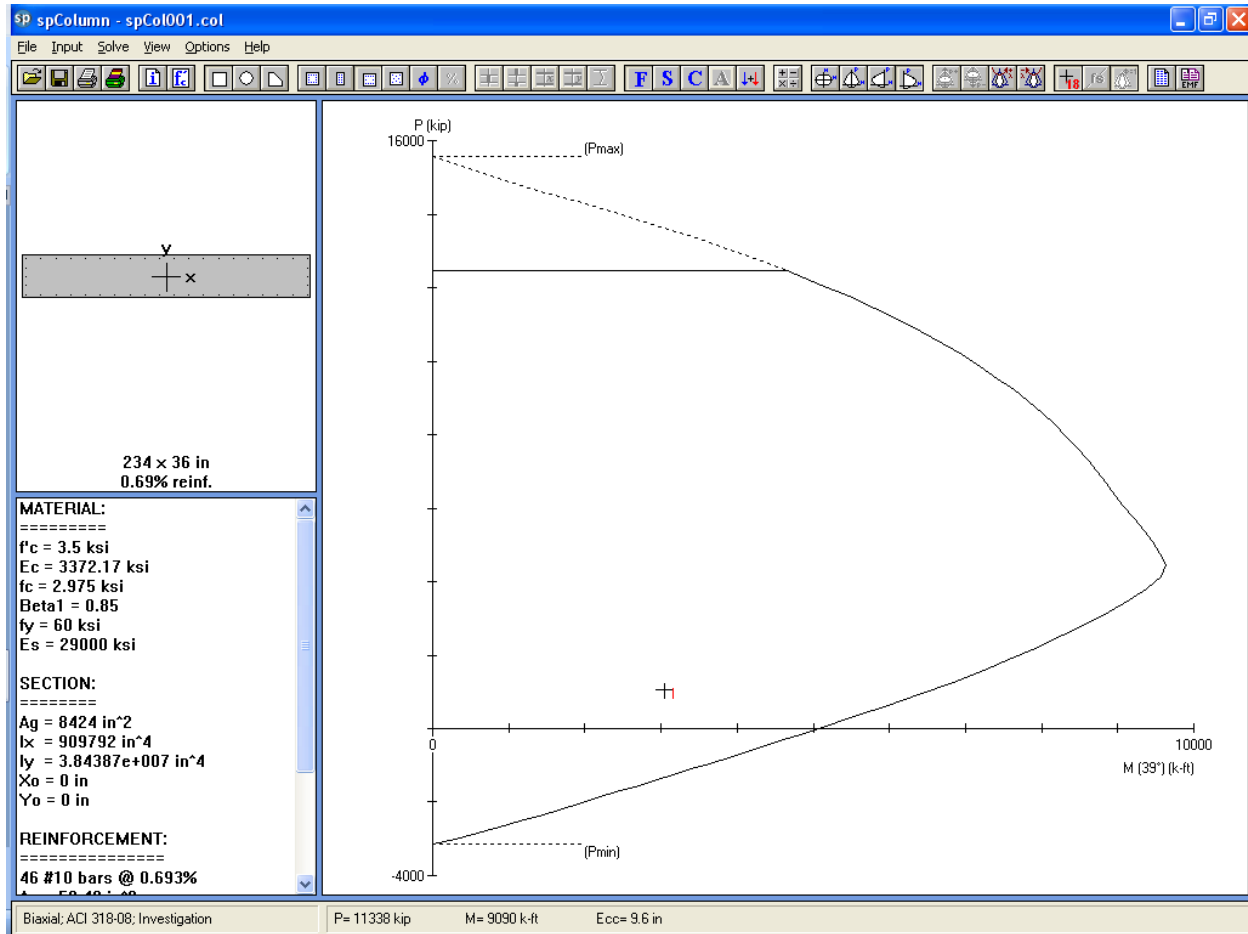 spColumn - spCol001.col
File Input Solve View Options Help
y
x
234 x 36 in
0.69% reinf.
MATERIAL:
=========
f'c = 3.5 ksi
Ec = 3372.17 ksi
fc = 2.975 ksi
Beta1 = 0.85
fy = 60 ksi
Es = 29000 ksi
SECTION:
========
Ag = 8424 in^2
Ix = 909792 in^4
Iy = 3.84387e+007 in^4
Xo = 0 in
Yo = 0 in
REINFORCEMENT:
===============
46 #10 bars @ 0.693%
P (kip)
16000
(Pmax)
1
0
10000
M (39°) (k-ft)
(Pmin)
-4000
Biaxial; ACI 318-08; Investigation
P= 11338 kip M= 9090 k-ft Ecc= 9.6 in